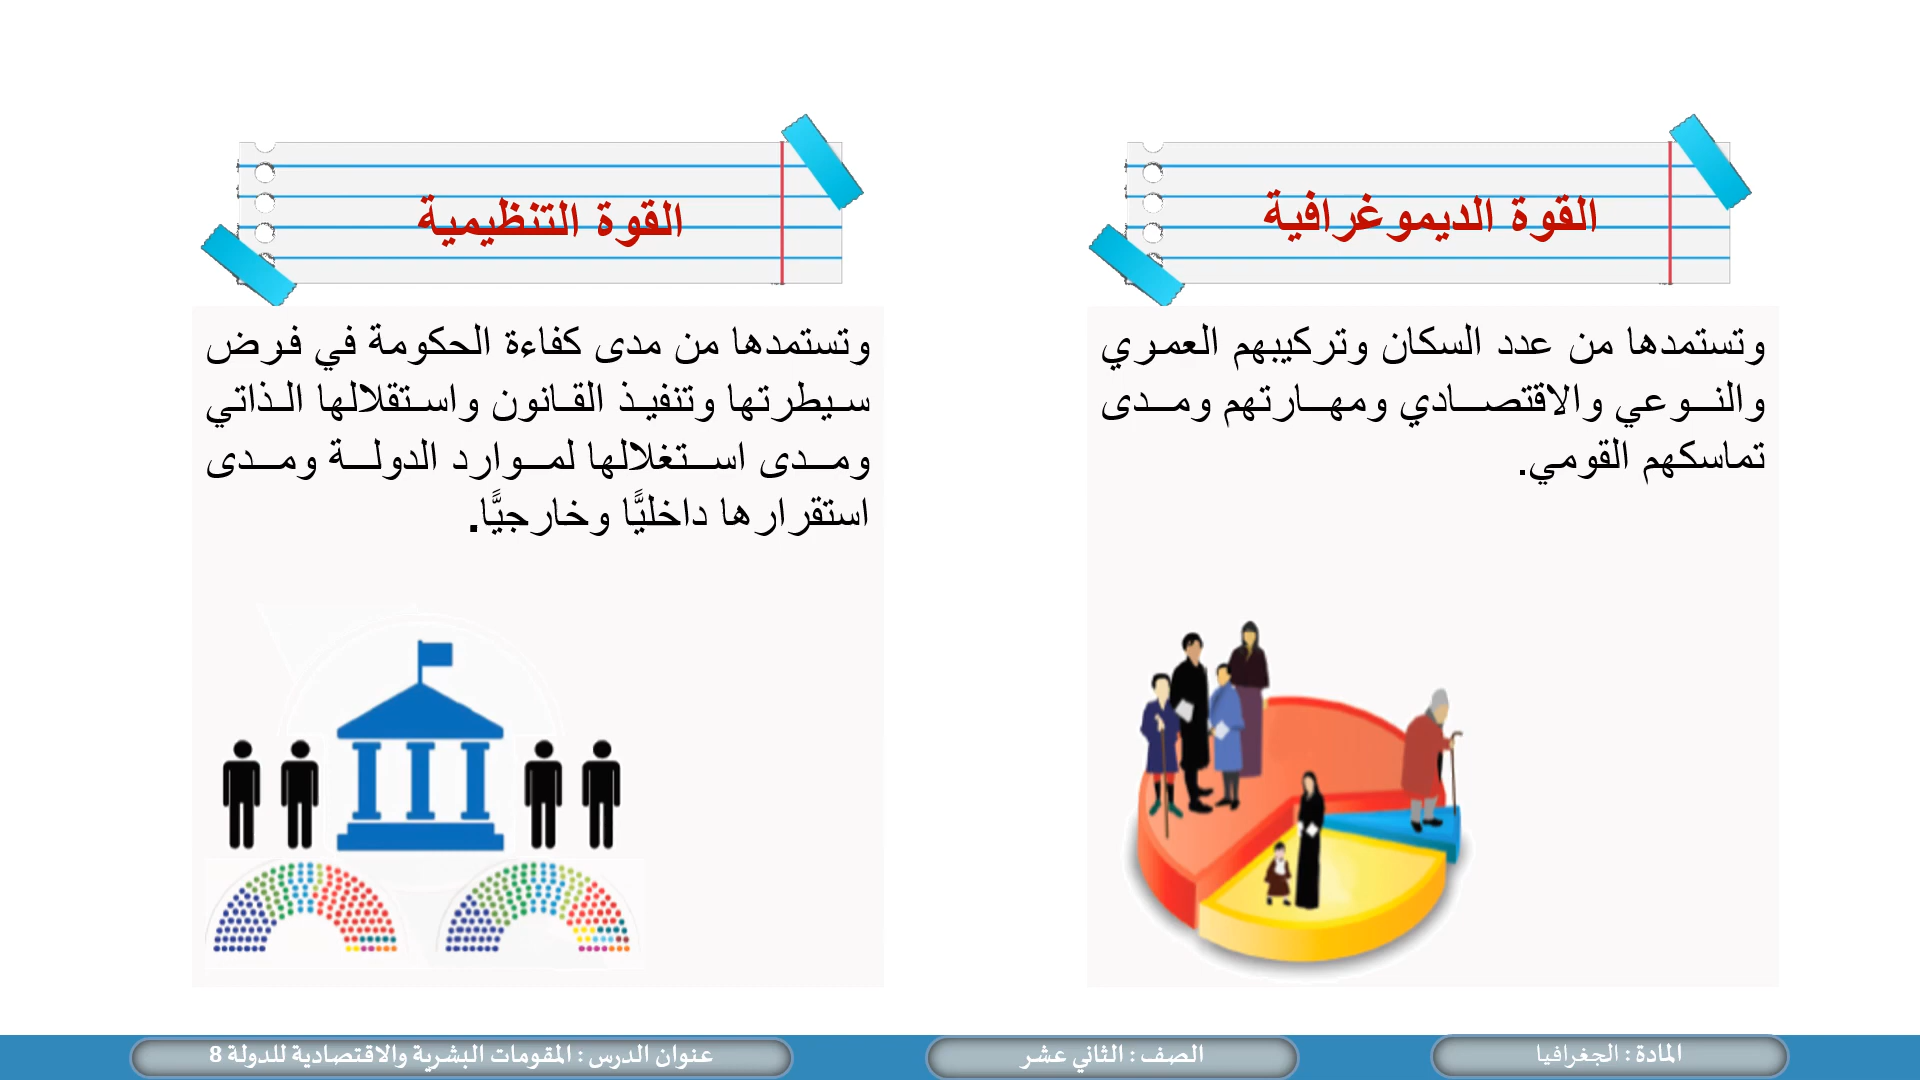 القوة الديموغرافية
وتستمدها من عدد السكان وتركيبهم العمري
والنوعي والاقتصادي ومهارتهم ومدى
تماسكهم القومي.
القوة التنظيمية
وتستمدها من مدى كفاءة الحكومة في فرض
سيطرتها وتنفيذ القانون واستقلالها الذاتي
ومدى استغلالها لموارد الدولة ومدى
استقرارها داخليًّا وخارجيًّا.
المادة : الجغرافيا
الصف : الثاني عشر
عنوان الدرس : المقومات البشرية والاقتصادية للدولة 8